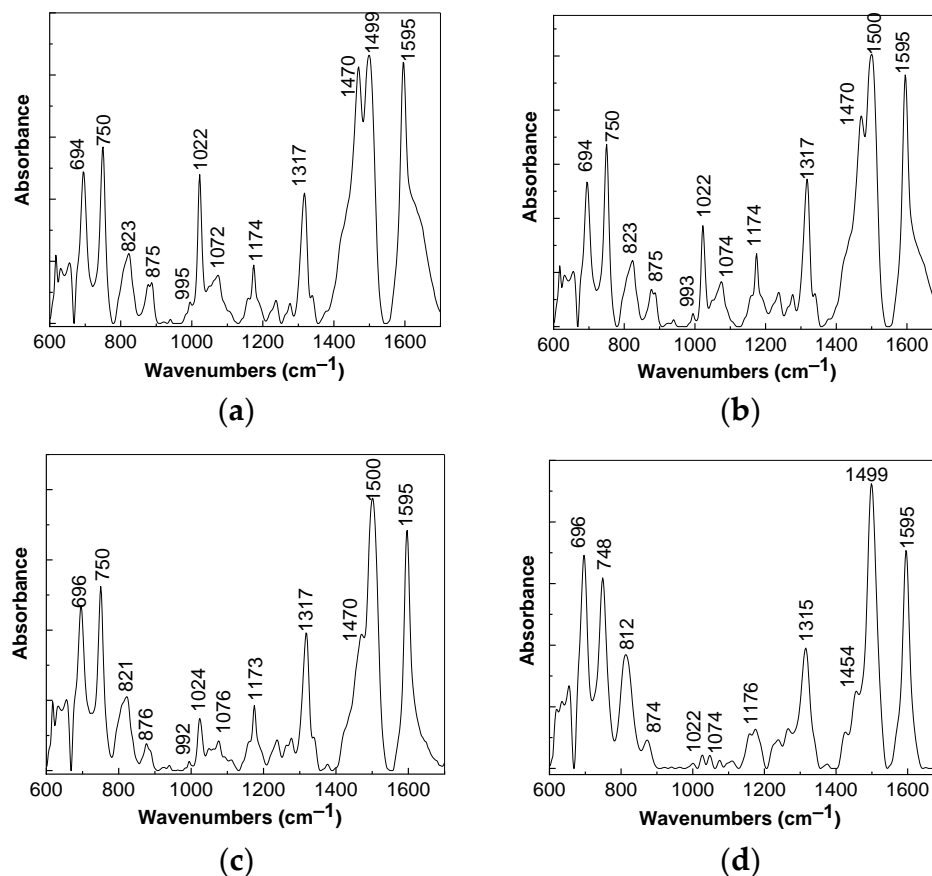 1470
1499
1595
694
750
823
875
995
1022
1072
1174
1317
Absorbance
600 800 1000 1200 1400 1600
Wavenumbers (cm⁻¹)
(a)
1470
1500
1595
694
750
823
875
993
1022
1074
1174
1317
Absorbance
600 800 1000 1200 1400 1600
Wavenumbers (cm⁻¹)
(b)
696
750
821
876
992
1024
1076
1173
1317
1470
1500
1595
Absorbance
600 800 1000 1200 1400 1600
Wavenumbers (cm⁻¹)
(c)
696
748
812
874
1022
1074
1176
1315
1454
1499
1595
Absorbance
600 800 1000 1200 1400 1600
Wavenumbers (cm⁻¹)
(d)